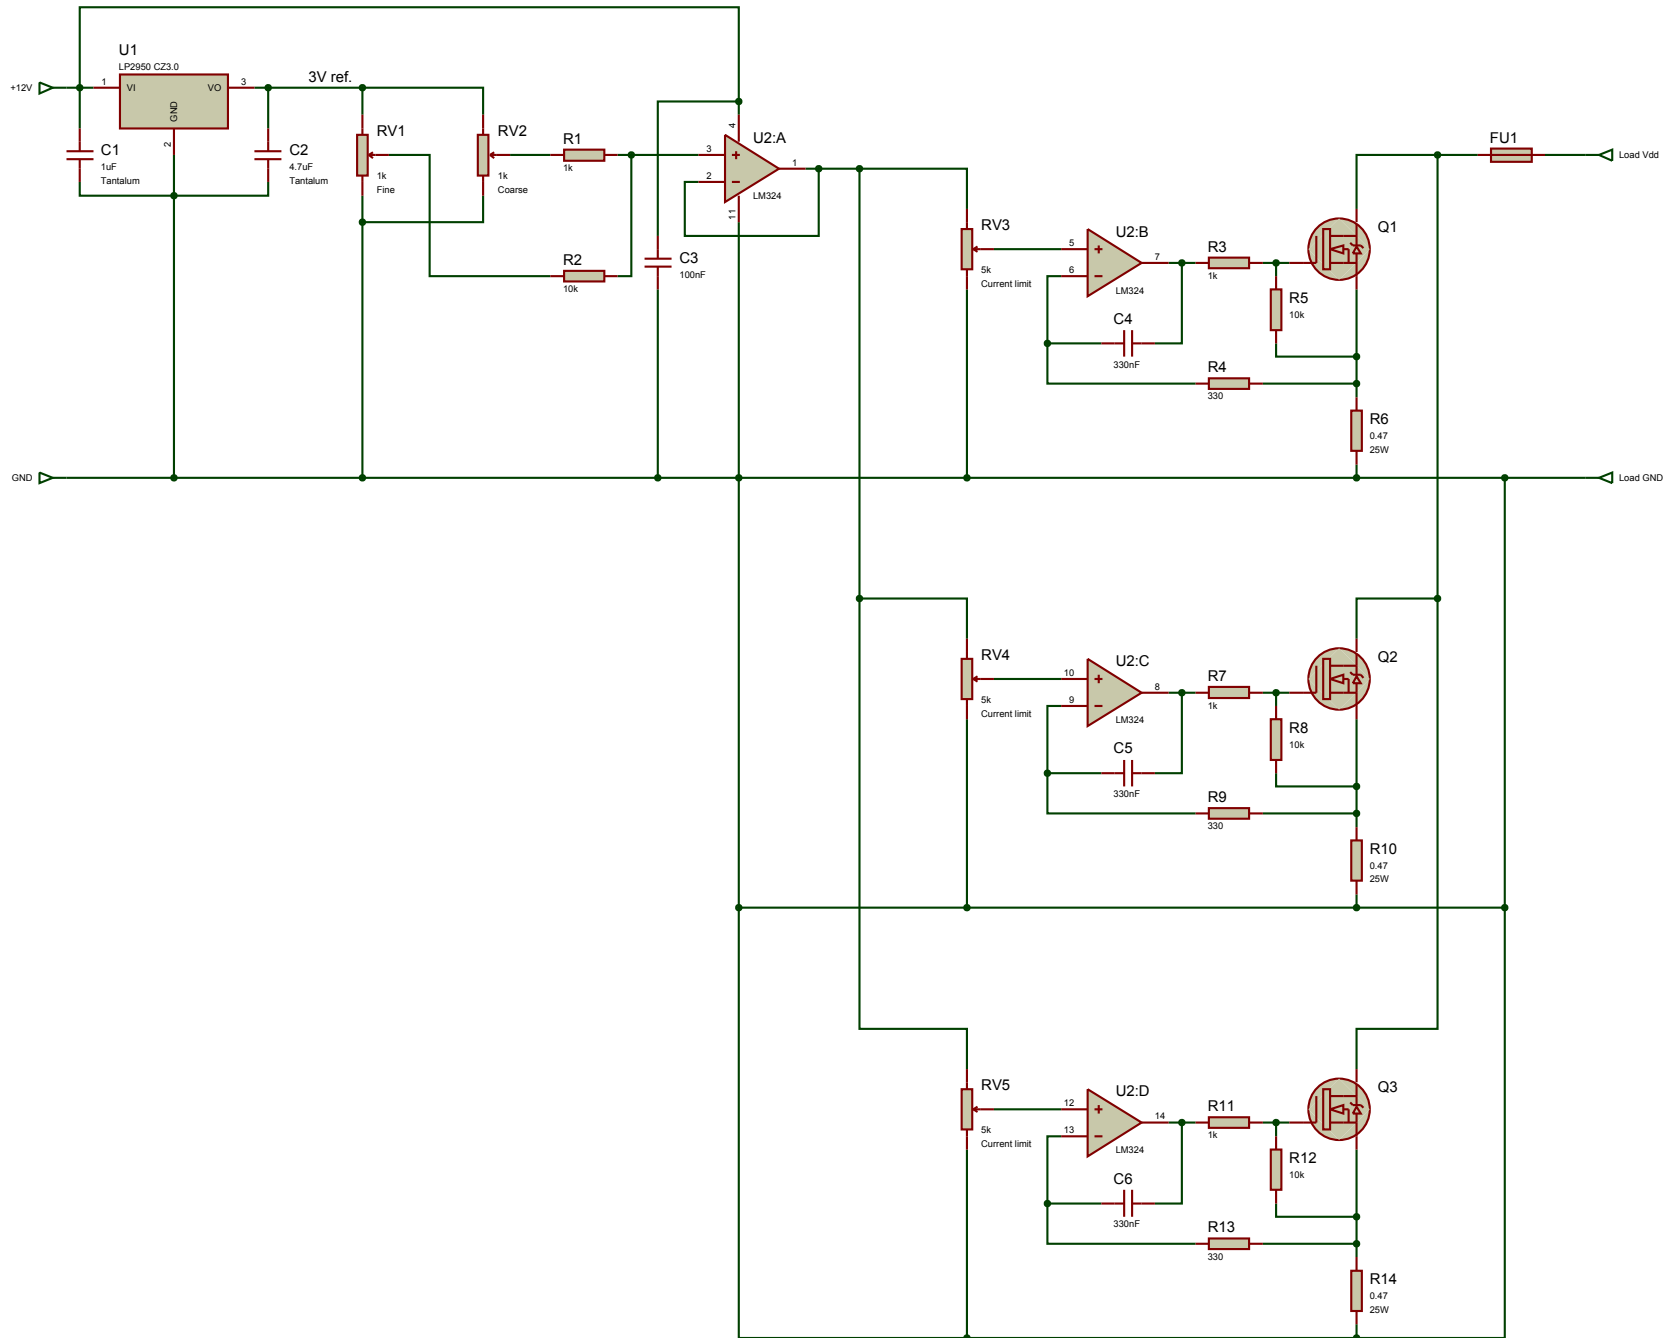 U1
LP2950 CZ3.0
+12V
1
VI
VO
3
GND
2
3V ref.
C1
1uF
Tantalum
C2
4.7uF
Tantalum
RV1
1k
Fine
RV2
1k
Coarse
R1
1k
R2
10k
C3
100nF
4
U2:A
3
2
1
11
LM324
FU1
Load Vdd
RV3
5k
Current limit
U2:B
5
6
7
LM324
C4
330nF
R3
1k
R4
330
R5
10k
Q1
R6
0.47
25W
GND
Load GND
RV4
5k
Current limit
U2:C
10
9
8
LM324
C5
330nF
R7
1k
R9
330
R8
10k
Q2
R10
0.47
25W
RV5
5k
Current limit
U2:D
12
13
14
LM324
C6
330nF
R11
1k
R13
330
R12
10k
Q3
R14
0.47
25W